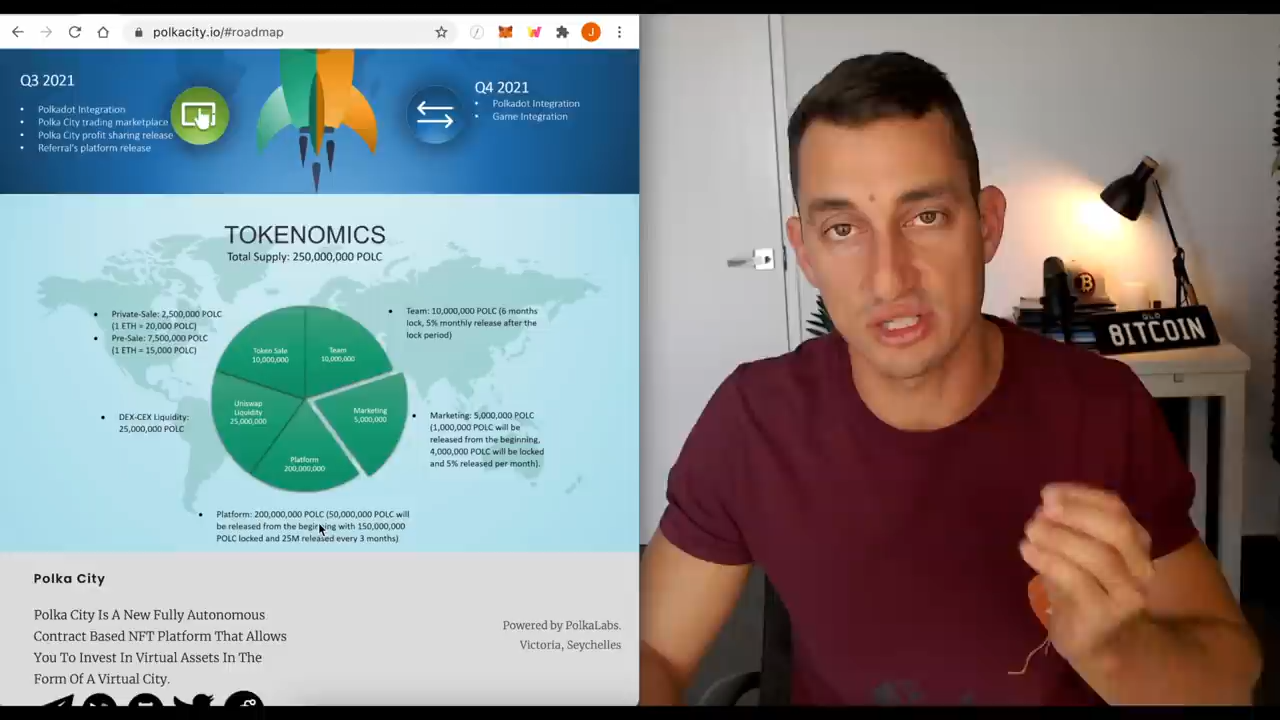 polkacity.io/#roadmap
J
Q3 2021
Polkadot Integration
Polka City trading marketplace
Polka City profit sharing release
Referral's platform release
Q4 2021
Polkadot Integration
Game Integration
TOKENOMICS
Total Supply: 250,000,000 POLC
Private-Sale: 2,500,000 POLC
(1 ETH = 20,000 POLC)
Pre-Sale: 7,500,000 POLC
(1 ETH = 15,000 POLC)
Team: 10,000,000 POLC (6 months
lock, 5% monthly release after the
lock period)
Token Sale
10,000,000
Team
10,000,000
Uniswap
Liquidity
25,000,000
Marketing
5,000,000
Platform
200,000,000
DEX-CEX Liquidity:
25,000,000 POLC
Marketing: 5,000,000 POLC
(1,000,000 POLC will be
released from the beginning,
4,000,000 POLC will be locked
and 5% released per month).
Platform: 200,000,000 POLC (50,000,000 POLC will
be released from the beginning with 150,000,000
POLC locked and 25M released every 3 months)
Polka City
Polka City Is A New Fully Autonomous
Contract Based NFT Platform That Allows
You To Invest In Virtual Assets In The
Form Of A Virtual City.
Powered by PolkaLabs.
Victoria, Seychelles
BITCOIN